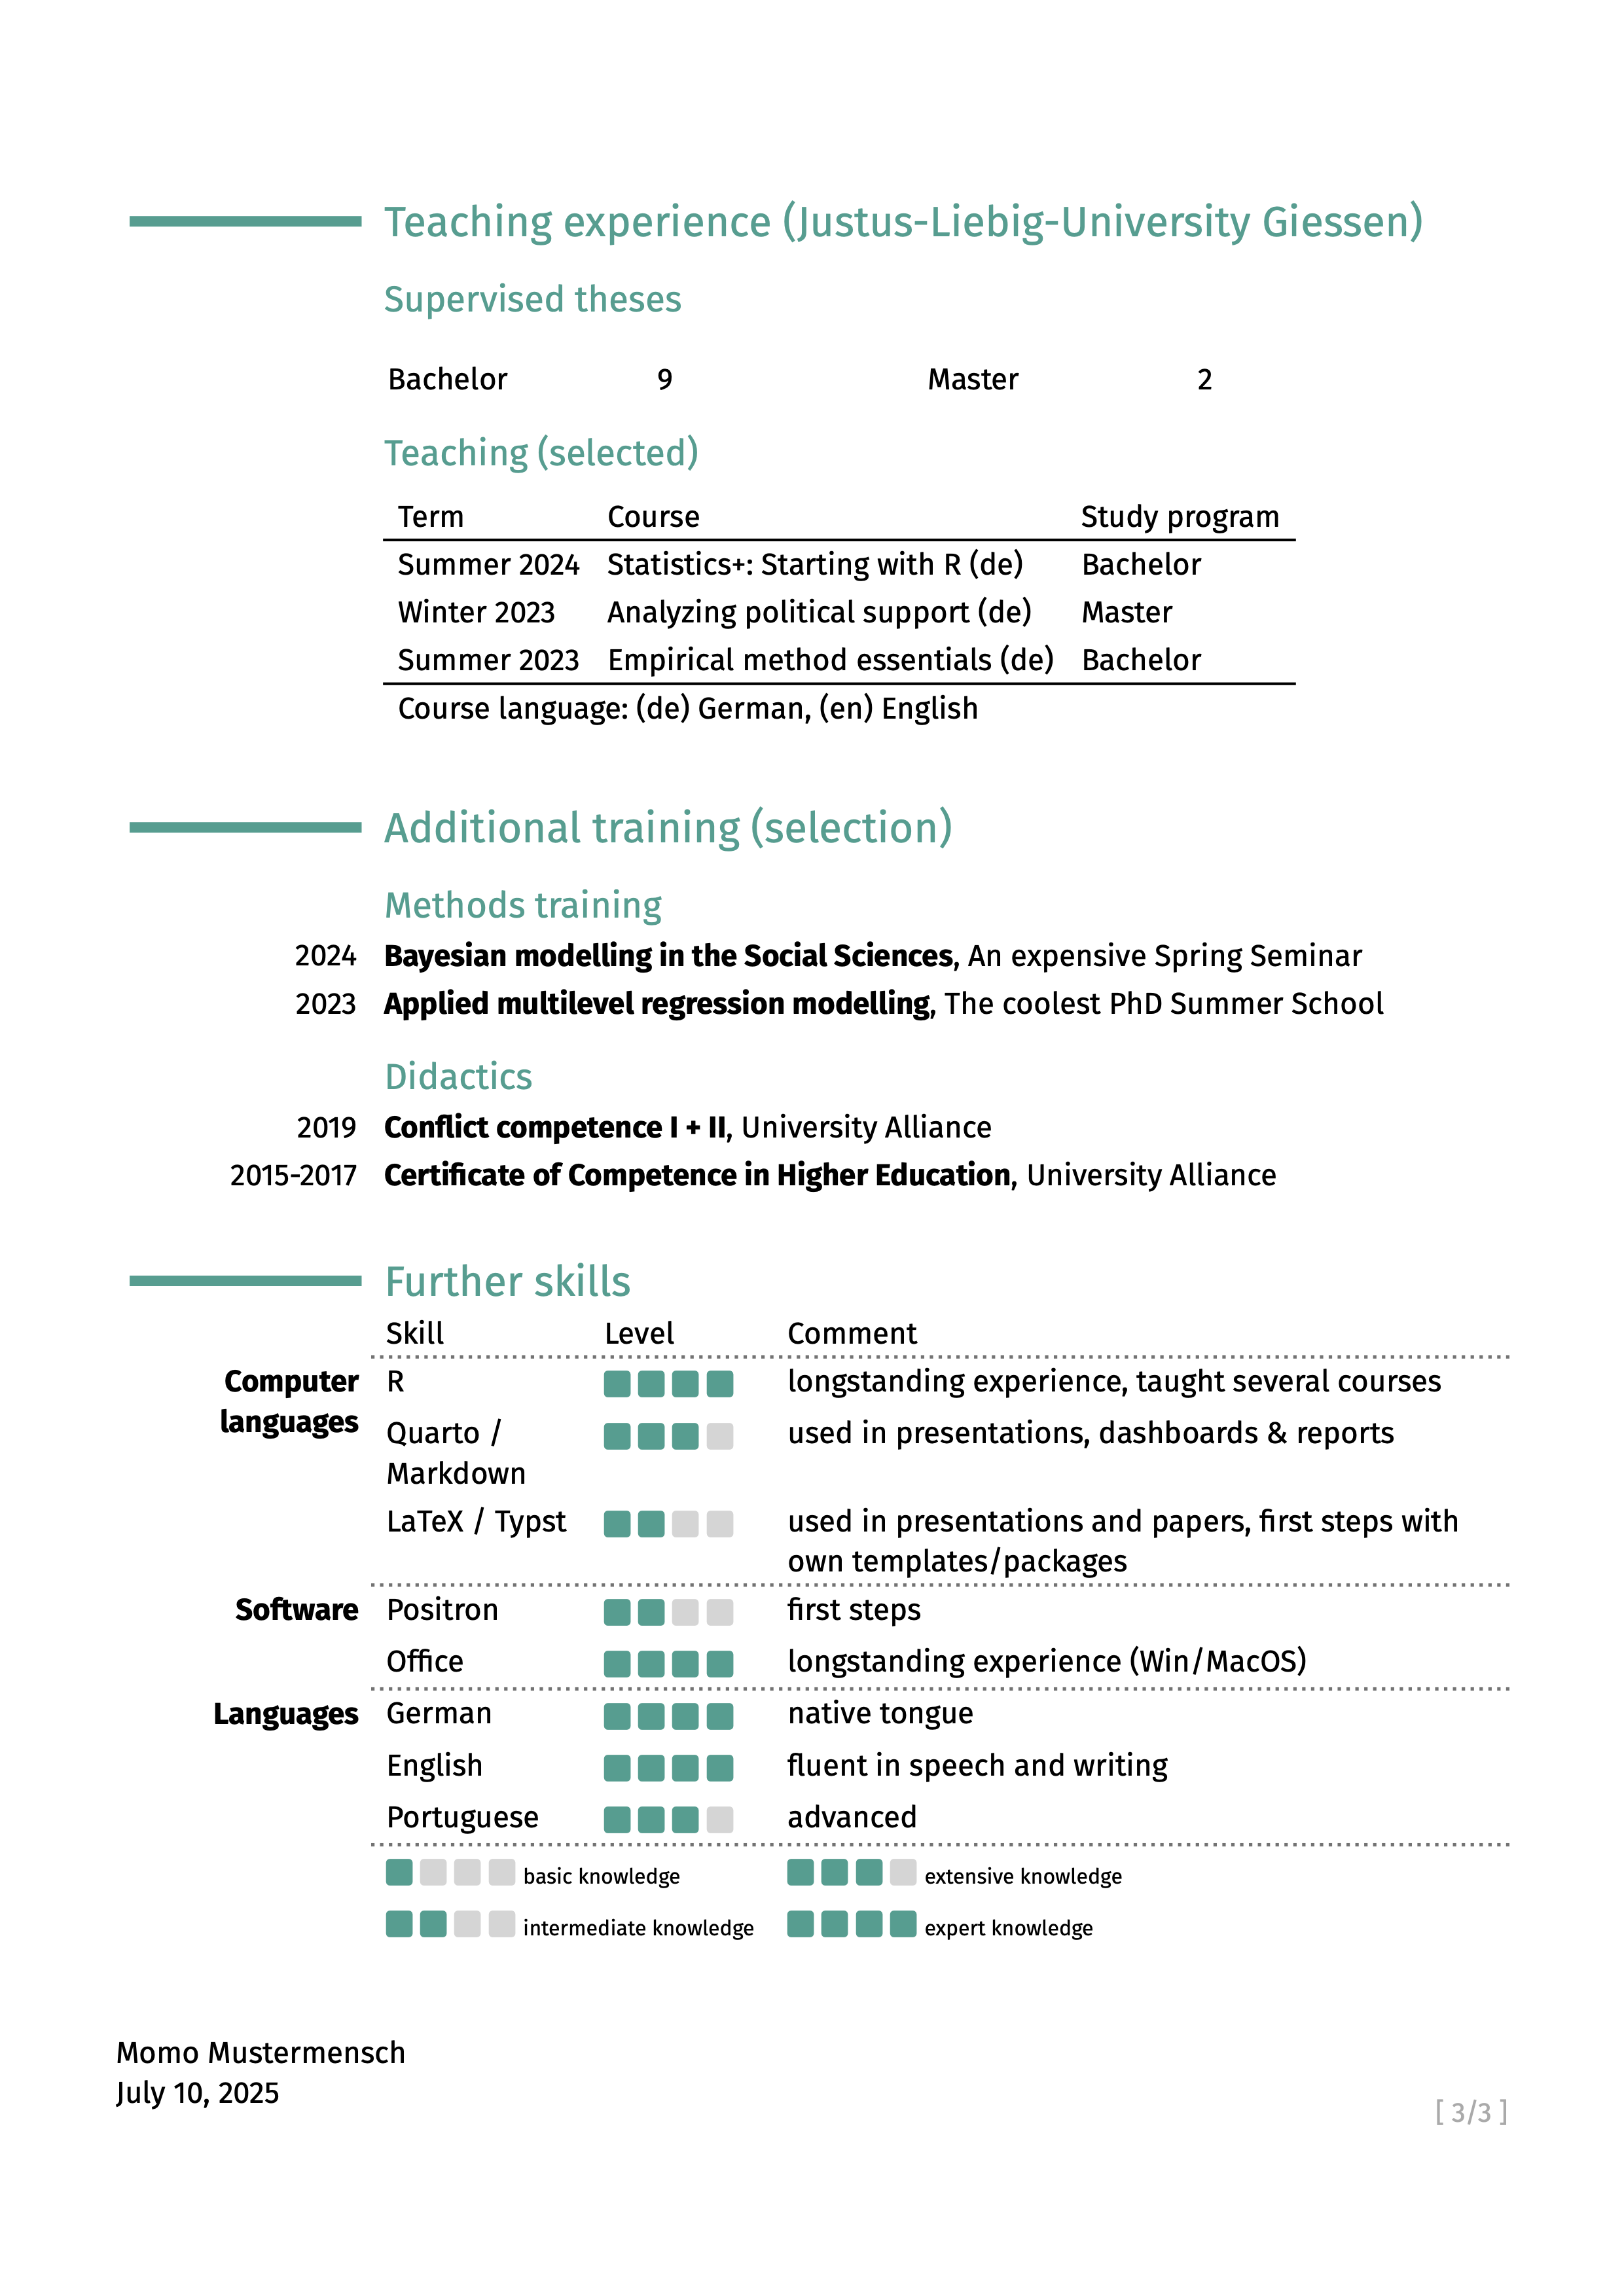 Teaching experience (Justus-Liebig-University Giessen)
Supervised theses
Bachelor 9 Master 2
Teaching (selected)
Term Course Study program
Summer 2024 Statistics+: Starting with R (de) Bachelor
Winter 2023 Analyzing political support (de) Master
Summer 2023 Empirical method essentials (de) Bachelor
Course language: (de) German, (en) English
Additional training (selection)
Methods training
2024 Bayesian modelling in the Social Sciences, An expensive Spring Seminar
2023 Applied multilevel regression modelling, The coolest PhD Summer School
Didactics
2019 Conflict competence I + II, University Alliance
2015-2017 Certificate of Competence in Higher Education, University Alliance
Further skills
Skill Level Comment
Computer R longstanding experience, taught several courses
languages
Quarto / used in presentations, dashboards & reports
Markdown
LaTeX / Typst used in presentations and papers, first steps with
own templates/packages
Software Positron first steps
Office longstanding experience (Win/MacOS)
Languages German native tongue
English fluent in speech and writing
Portuguese advanced
basic knowledge extensive knowledge
intermediate knowledge expert knowledge
Momo Mustermensch
July 10, 2025
[ 3/3 ]